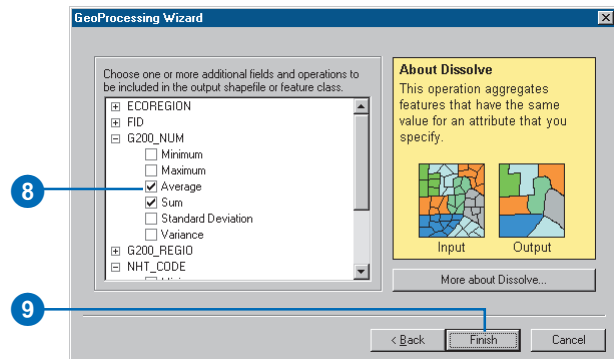 GeoProcessing Wizard
Choose one or more additional fields and operations to
be included in the output shapefile or feature class.
ECOREGION
FID
G200_NUM
Minimum
Maximum
8
Average
Sum
Standard Deviation
Variance
G200_REGIO
NHT_CODE
About Dissolve
This operation aggregates
features that have the same
value for an attribute that you
specify.
Input
Output
More about Dissolve...
9
< Back
Finish
Cancel